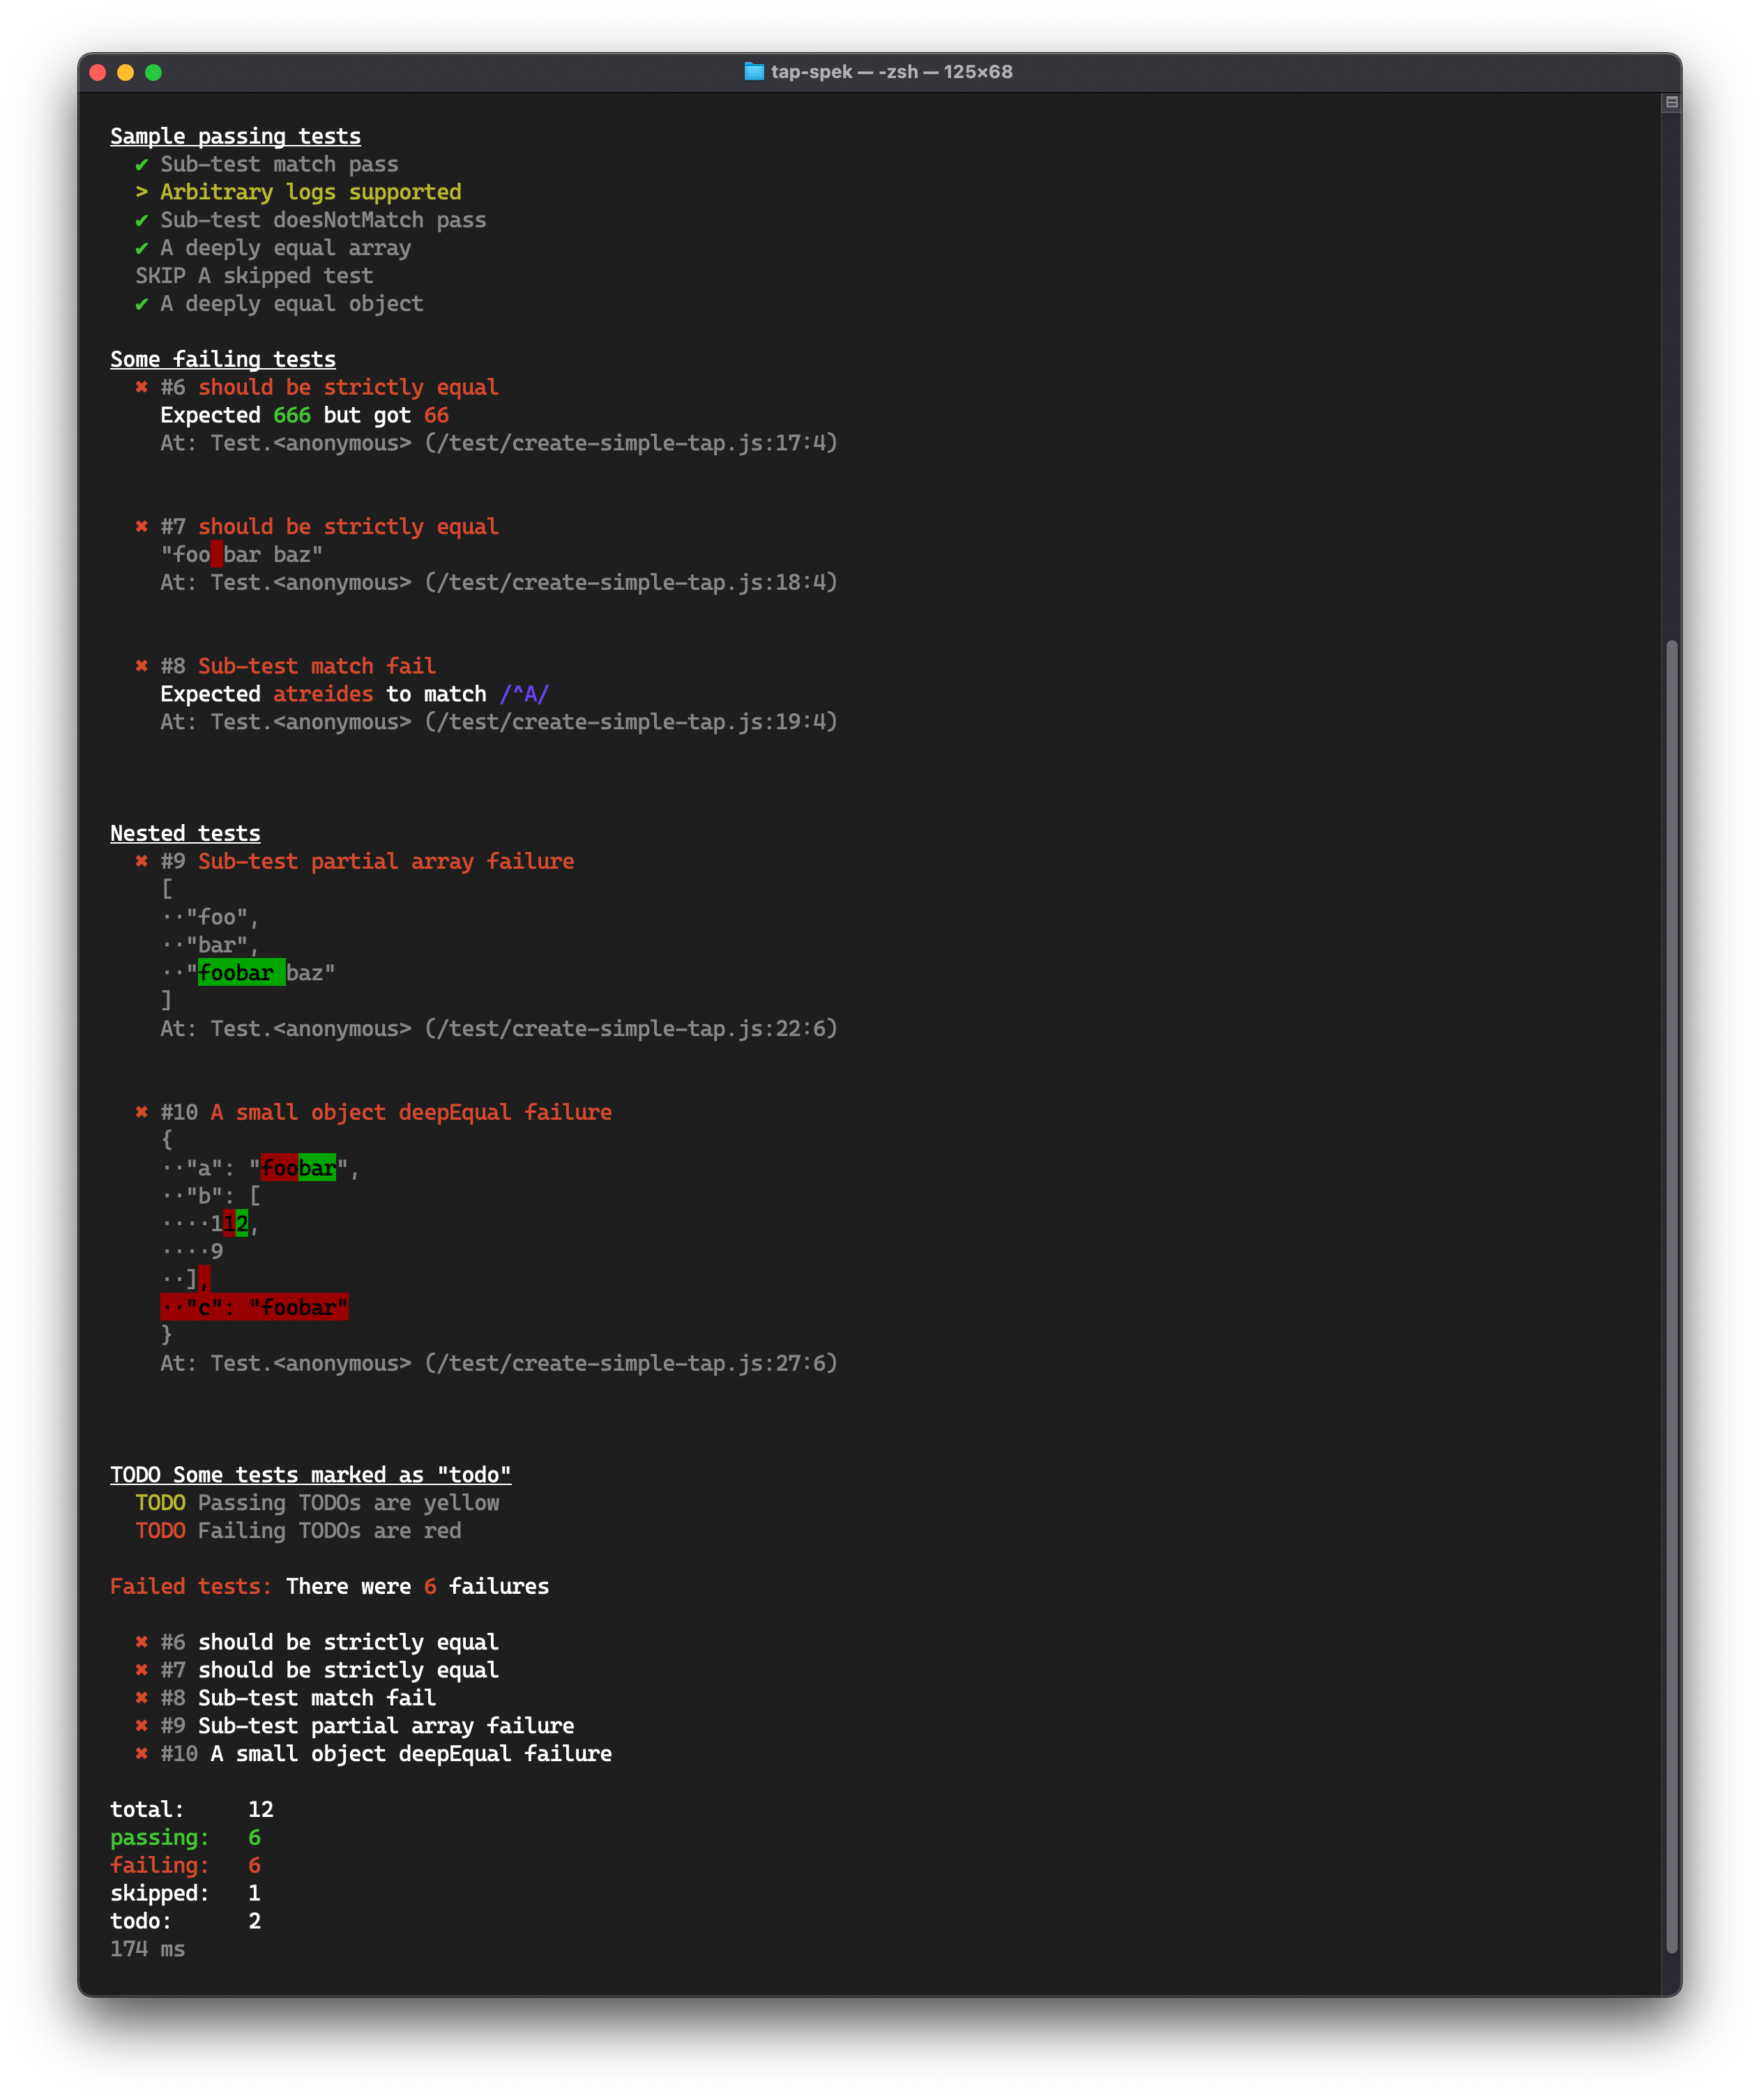 tap-spek — -zsh — 125×68
Sample passing tests
✔ Sub-test match pass
> Arbitrary logs supported
✔ Sub-test doesNotMatch pass
✔ A deeply equal array
SKIP A skipped test
✔ A deeply equal object
Some failing tests
✖ #6 should be strictly equal
Expected 666 but got 66
At: Test.<anonymous> (/test/create-simple-tap.js:17:4)
✖ #7 should be strictly equal
"foo bar baz"
At: Test.<anonymous> (/test/create-simple-tap.js:18:4)
✖ #8 Sub-test match fail
Expected atreides to match /^A/
At: Test.<anonymous> (/test/create-simple-tap.js:19:4)
Nested tests
✖ #9 Sub-test partial array failure
[
··"foo",
··"bar",
··"foobar baz"
]
At: Test.<anonymous> (/test/create-simple-tap.js:22:6)
✖ #10 A small object deepEqual failure
{
··"a": "foobar",
··"b": [
····112,
····9
··],
··"c": "foobar"
}
At: Test.<anonymous> (/test/create-simple-tap.js:27:6)
TODO Some tests marked as "todo"
TODO Passing TODOs are yellow
TODO Failing TODOs are red
Failed tests: There were 6 failures
✖ #6 should be strictly equal
✖ #7 should be strictly equal
✖ #8 Sub-test match fail
✖ #9 Sub-test partial array failure
✖ #10 A small object deepEqual failure
total: 12
passing: 6
failing: 6
skipped: 1
todo: 2
174 ms